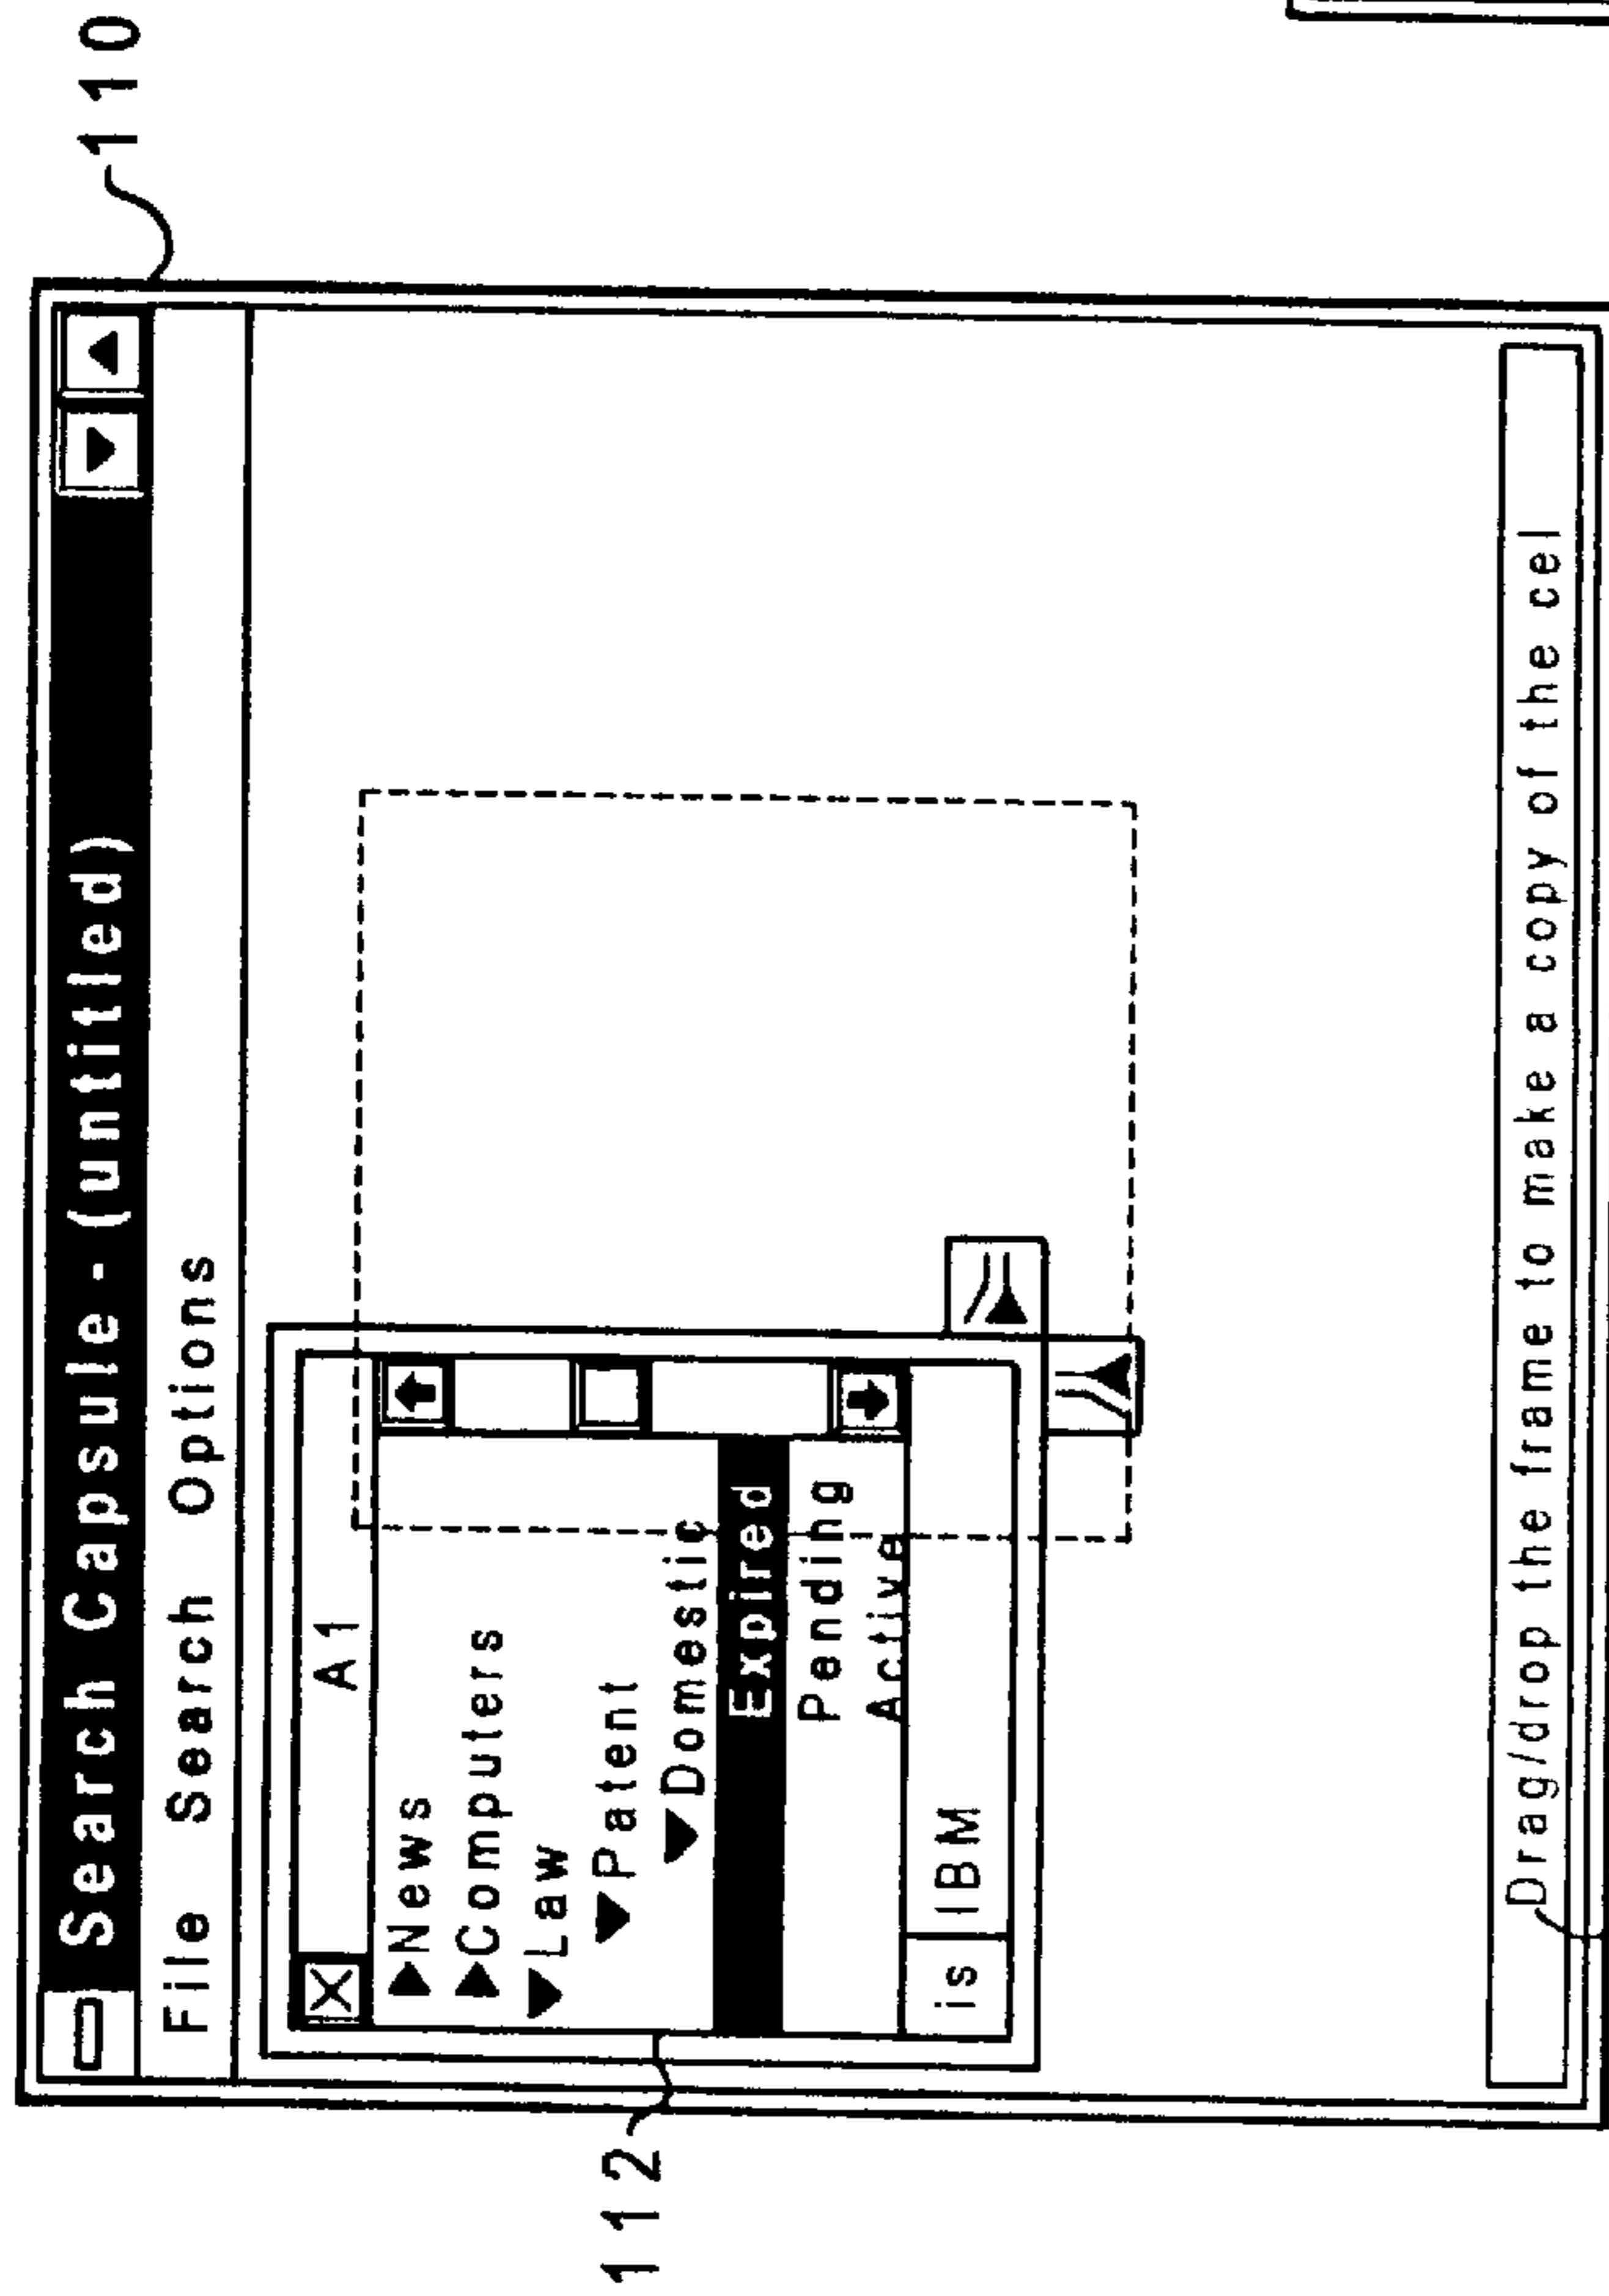 110
Search Capsule - (untitled)
File Search Options
A1
News
Computers
Law
Patent
Domestic
Expired
Pending
Active
is IBM
112
Drag/drop the frame to make a copy of the cel